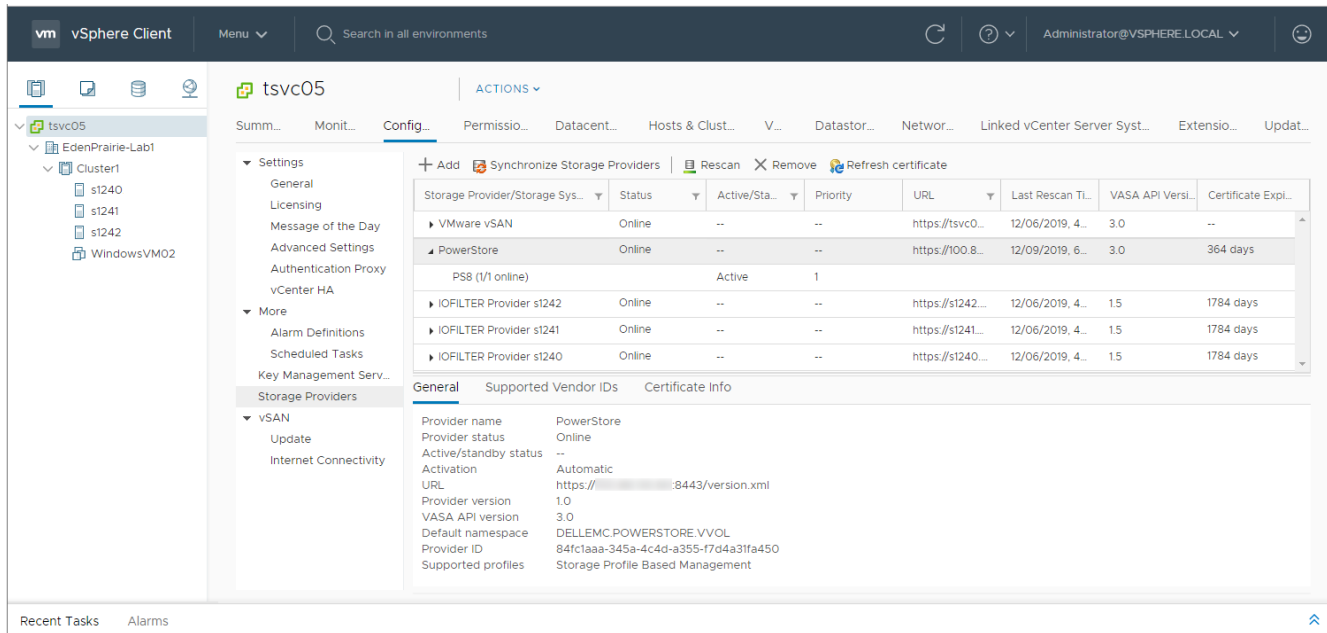 vm vSphere Client Menu Search in all environments Administrator@VSPHERE.LOCAL
tsvc05 ACTIONS
tsvc05
EdenPrairie-Lab1
Cluster1
s1240
s1241
s1242
WindowsVM02
Summ... Monit... Config... Permissio... Datacent... Hosts & Clust... V... Datastor... Networ... Linked vCenter Server Syst... Extensio... Updat...
Settings
General
Licensing
Message of the Day
Advanced Settings
Authentication Proxy
vCenter HA
More
Alarm Definitions
Scheduled Tasks
Key Management Serv...
Storage Providers
vSAN
Update
Internet Connectivity
Add Synchronize Storage Providers Rescan Remove Refresh certificate
Storage Provider/Storage Sys... Status Active/Sta... Priority URL Last Rescan Ti... VASA API Versi... Certificate Expi...
VMware vSAN Online -- -- https://tsvc0... 12/06/2019, 4... 3.0 --
PowerStore Online -- -- https://100.8... 12/09/2019, 6... 3.0 364 days
PS8 (1/1 online) Active 1
IOFILTER Provider s1242 Online -- -- https://s1242.... 12/06/2019, 4... 1.5 1784 days
IOFILTER Provider s1241 Online -- -- https://s1241.... 12/06/2019, 4... 1.5 1784 days
IOFILTER Provider s1240 Online -- -- https://s1240.... 12/06/2019, 4... 1.5 1784 days
General Supported Vendor IDs Certificate Info
Provider name PowerStore
Provider status Online
Active/standby status --
Activation Automatic
URL https:// :8443/version.xml
Provider version 1.0
VASA API version 3.0
Default namespace DELLEMC.POWERSTORE.VVOL
Provider ID 84fc1aaa-345a-4c4d-a355-f7d4a31fa450
Supported profiles Storage Profile Based Management
Recent Tasks Alarms